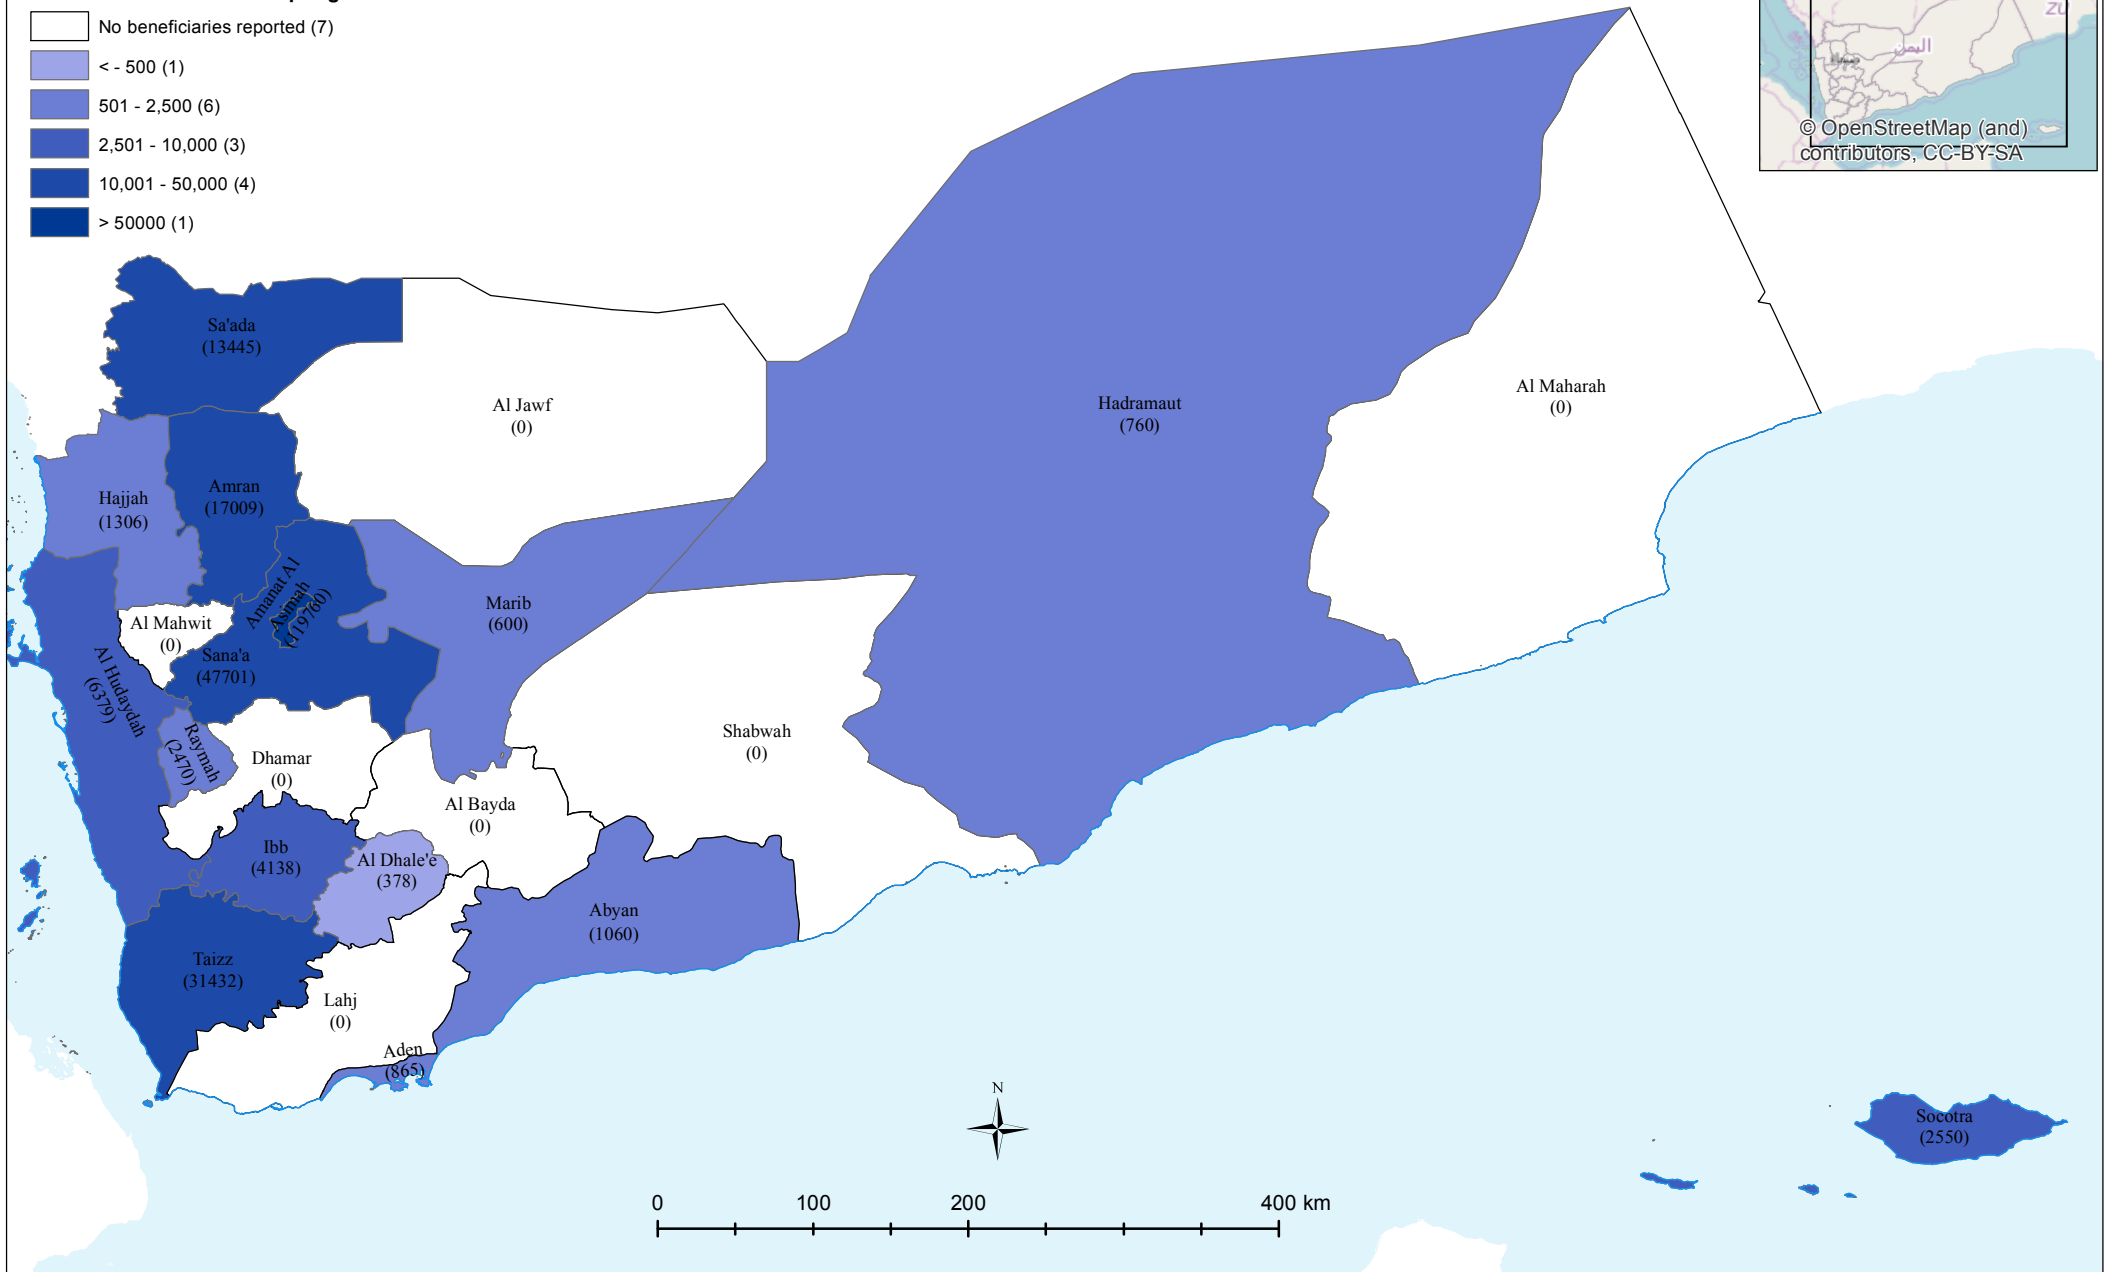 No beneficiaries reported (7)
< - 500 (1)
501 - 2,500 (6)
2,501 - 10,000 (3)
10,001 - 50,000 (4)
> 50000 (1)
ZU
اليمن
© OpenStreetMap (and)
contributors, CC-BY-SA
Sa'ada
(13445)
Al Jawf
(0)
Hadramaut
(760)
Al Maharah
(0)
Hajjah
(1306)
Amran
(17009)
Amanat Al
Asimah
(119760)
Marib
(600)
Al Mahwit
(0)
Sana'a
(47701)
Al Hudaydah
(6379)
Raymah
(2470)
Dhamar
(0)
Shabwah
(0)
Al Bayda
(0)
Ibb
(4138)
Al Dhale'e
(378)
Abyan
(1060)
Taizz
(31432)
Lahj
(0)
Aden
(865)
N
Socotra
(2550)
0 100 200 400 km